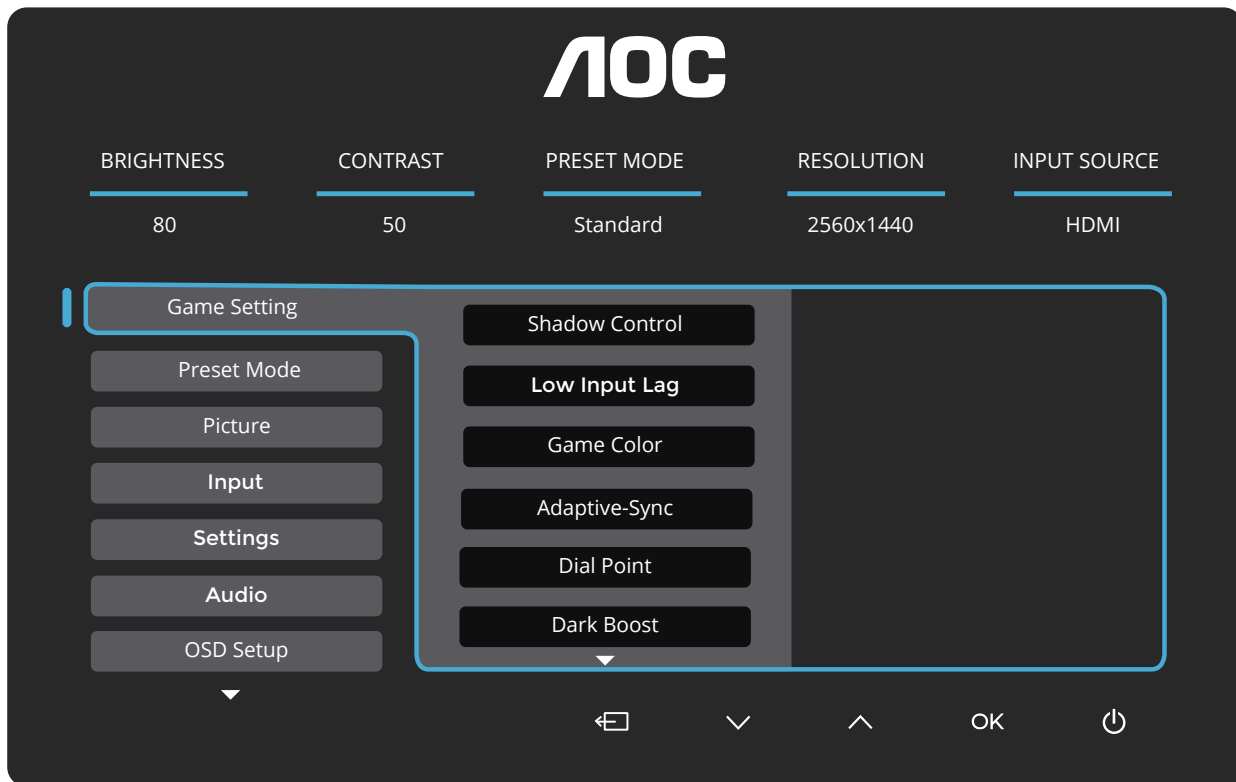 AOC
BRIGHTNESS CONTRAST PRESET MODE RESOLUTION INPUT SOURCE
80 50 Standard 2560x1440 HDMI
Game Setting
Preset Mode
Picture
Input
Settings
Audio
OSD Setup
Shadow Control
Low Input Lag
Game Color
Adaptive-Sync
Dial Point
Dark Boost
OK